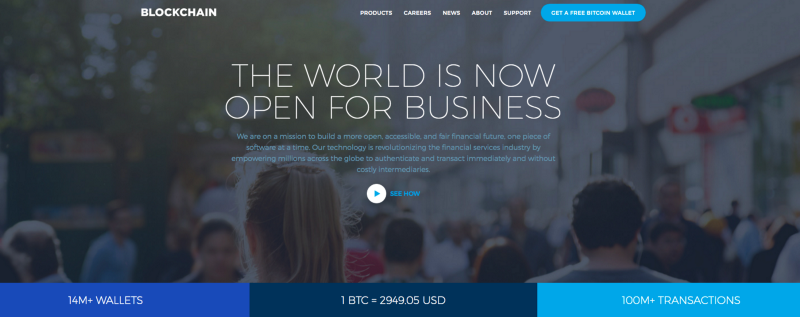 BLOCKCHAIN
PRODUCTS CAREERS NEWS ABOUT SUPPORT GET A FREE BITCOIN WALLET
THE WORLD IS NOW
OPEN FOR BUSINESS
We are on a mission to build a more open, accessible, and fair financial future, one piece of
software at a time. Our technology is revolutionizing the financial services industry by
empowering millions across the globe to authenticate and transact immediately and without
costly intermediaries.
SEE HOW
14M+ WALLETS
1 BTC = 2949.05 USD
100M+ TRANSACTIONS